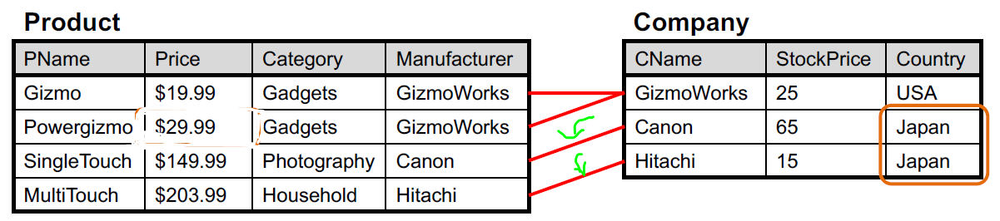 Product
Company
PName Price Category Manufacturer
CName StockPrice Country
Gizmo $19.99 Gadgets GizmoWorks
GizmoWorks 25 USA
Powergizmo $29.99 Gadgets GizmoWorks
Canon 65 Japan
SingleTouch $149.99 Photography Canon
Hitachi 15 Japan
MultiTouch $203.99 Household Hitachi